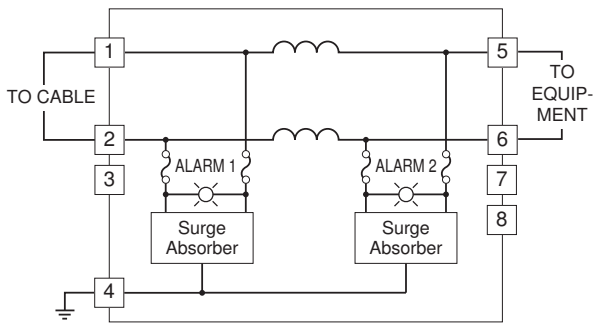 1
5
TO CABLE
TO
EQUIP-
MENT
2
6
3
ALARM 1
ALARM 2
7
8
Surge
Absorber
Surge
Absorber
4